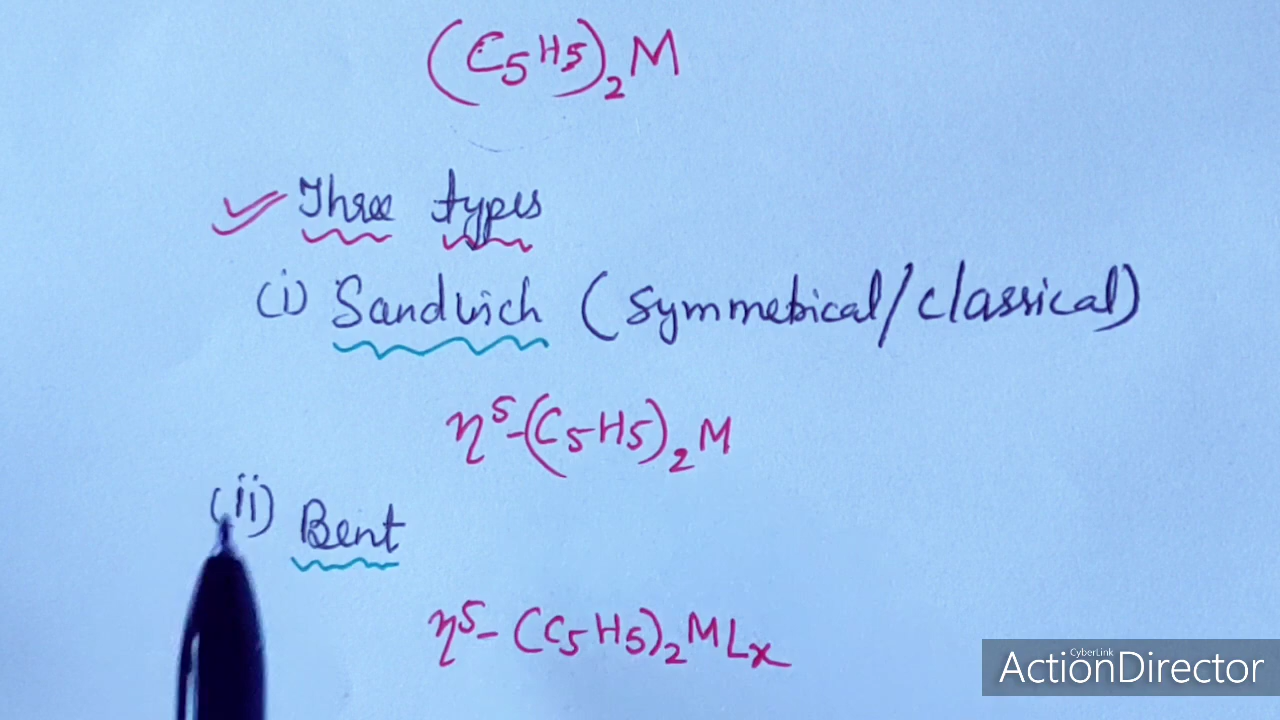 (C5H5)2M
Three types
(i) Sandwich (Symmetrical/classical)
η5-(C5H5)2M
(ii) Bent
η5-(C5H5)2MLx
CyberLink
ActionDirector